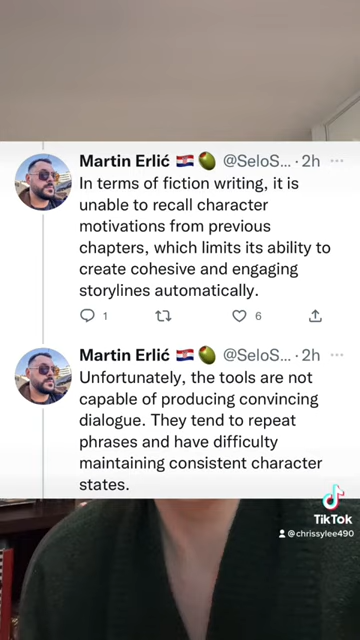 Martin Erlić 🇭🇷 🫒 @SeloS... · 2h ···
In terms of fiction writing, it is
unable to recall character
motivations from previous
chapters, which limits its ability to
create cohesive and engaging
storylines automatically.
1 6
Martin Erlić 🇭🇷 🫒 @SeloS... · 2h ···
Unfortunately, the tools are not
capable of producing convincing
dialogue. They tend to repeat
phrases and have difficulty
maintaining consistent character
states.
TikTok
@chrissylee490